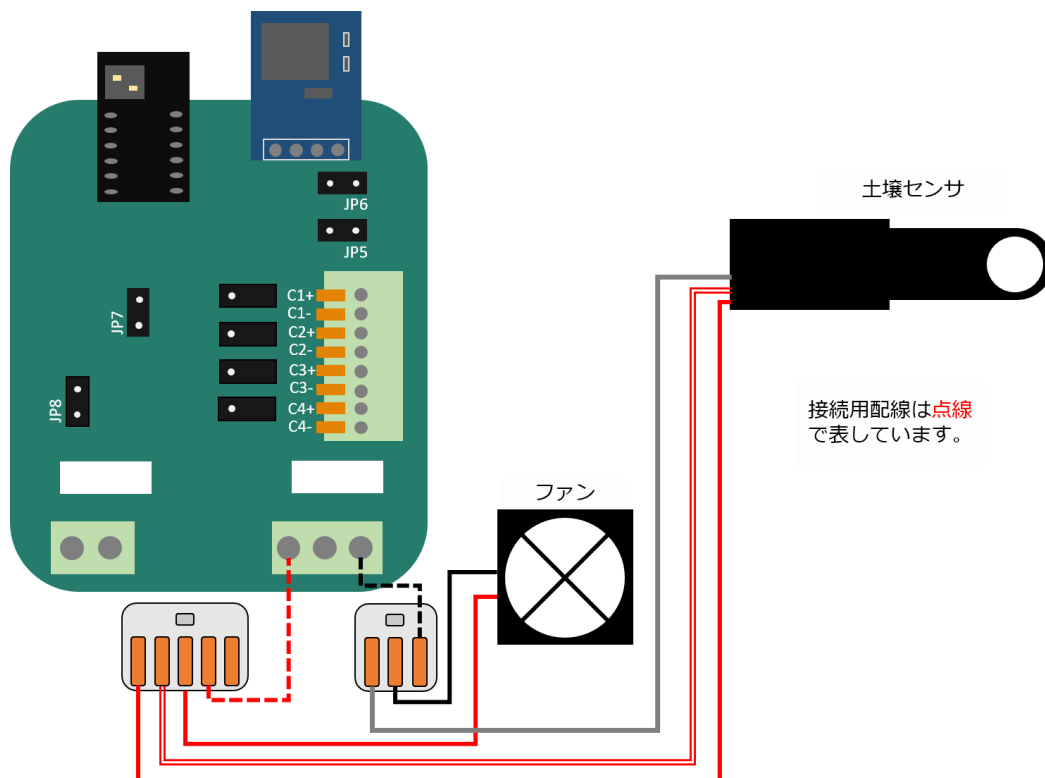 JP6
JP5
土壌センサ
C1+
C1-
JP7
C2+
C2-
C3+
C3-
JP8
C4+
C4-
接続用配線は点線
で表しています。
ファン